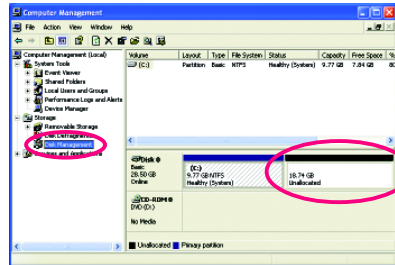 Computer Management
File Action View Window Help
Computer Management (Local)
System Tools
Event Viewer
Shared Folders
Local Users and Groups
Performance Logs and Alerts
Device Manager
Storage
Removable Storage
Disk Defragmenter
Disk Management
Services and Applications
Volume Layout Type File System Status Capacity Free Space %
(C:) Partition Basic NTFS Healthy (System) 9.77 GB 7.84 GB
Disk 0
Basic
28.50 GB
Online
(C:)
9.77 GB NTFS
Healthy (System)
18.74 GB
Unallocated
CD-ROM 0
DVD (D:)
No Media
Unallocated Primary partition